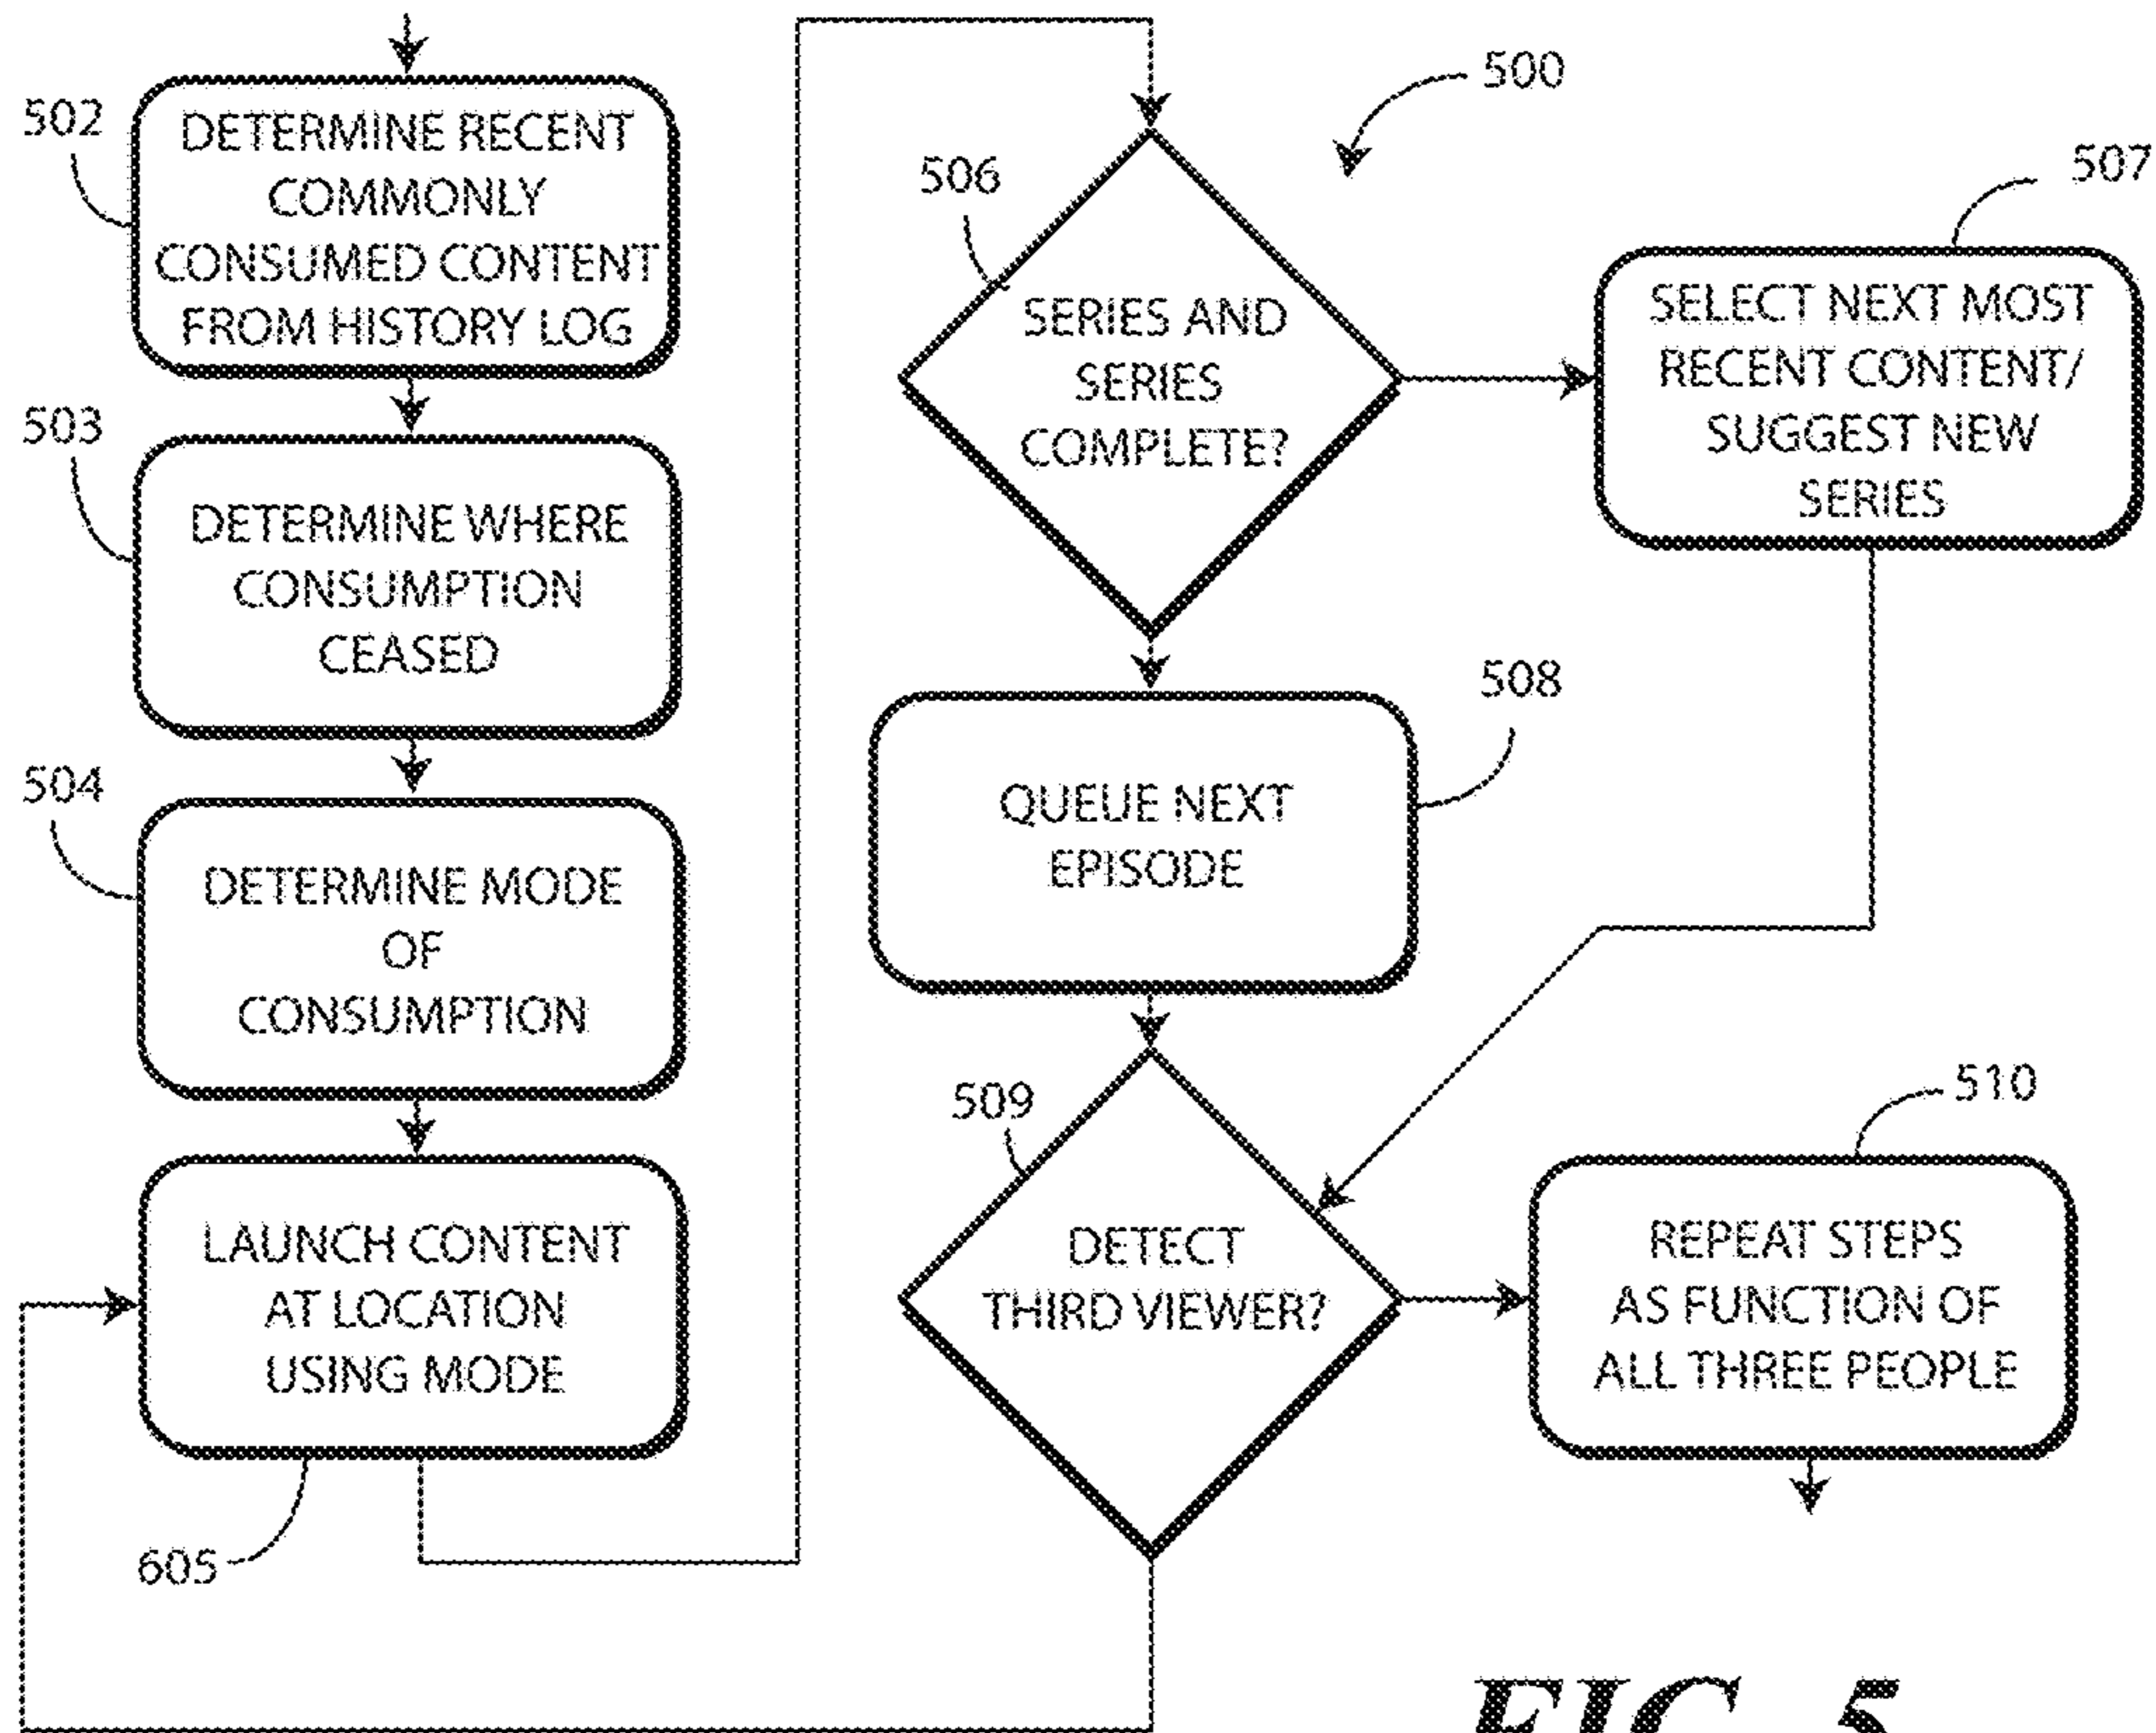 502
DETERMINE RECENT
COMMONLY
CONSUMED CONTENT
FROM HISTORY LOG
503
DETERMINE WHERE
CONSUMPTION
CEASED
504
DETERMINE MODE
OF
CONSUMPTION
LAUNCH CONTENT
AT LOCATION
USING MODE
605
500
506
SERIES AND
SERIES
COMPLETE?
507
SELECT NEXT MOST
RECENT CONTENT/
SUGGEST NEW
SERIES
508
QUEUE NEXT
EPISODE
509
DETECT
THIRD VIEWER?
510
REPEAT STEPS
AS FUNCTION OF
ALL THREE PEOPLE
FIG. 5